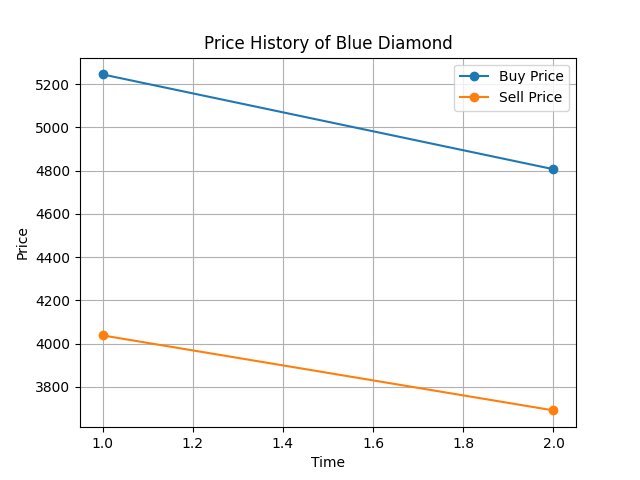 Price History of Blue Diamond
Buy Price
Sell Price
Price
5200
5000
4800
4600
4400
4200
4000
3800
1.0 1.2 1.4 1.6 1.8 2.0
Time